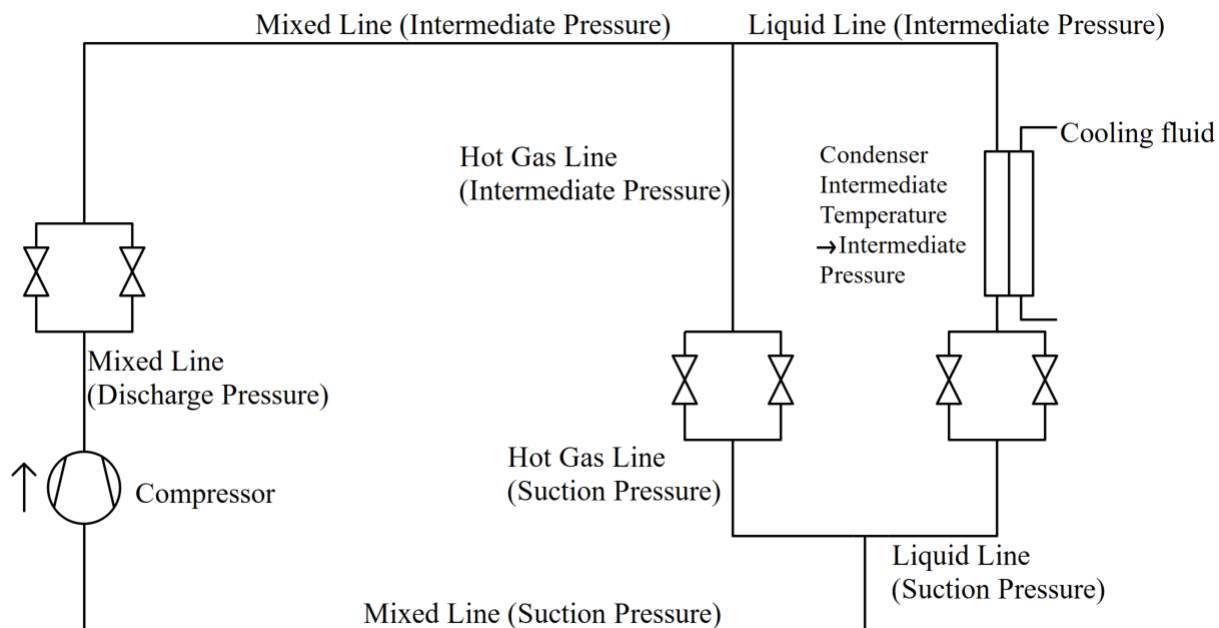 Mixed Line (Intermediate Pressure)
Liquid Line (Intermediate Pressure)
Cooling fluid
Hot Gas Line
(Intermediate Pressure)
Condenser
Intermediate
Temperature
→Intermediate
Pressure
Mixed Line
(Discharge Pressure)
Compressor
Hot Gas Line
(Suction Pressure)
Liquid Line
(Suction Pressure)
Mixed Line (Suction Pressure)